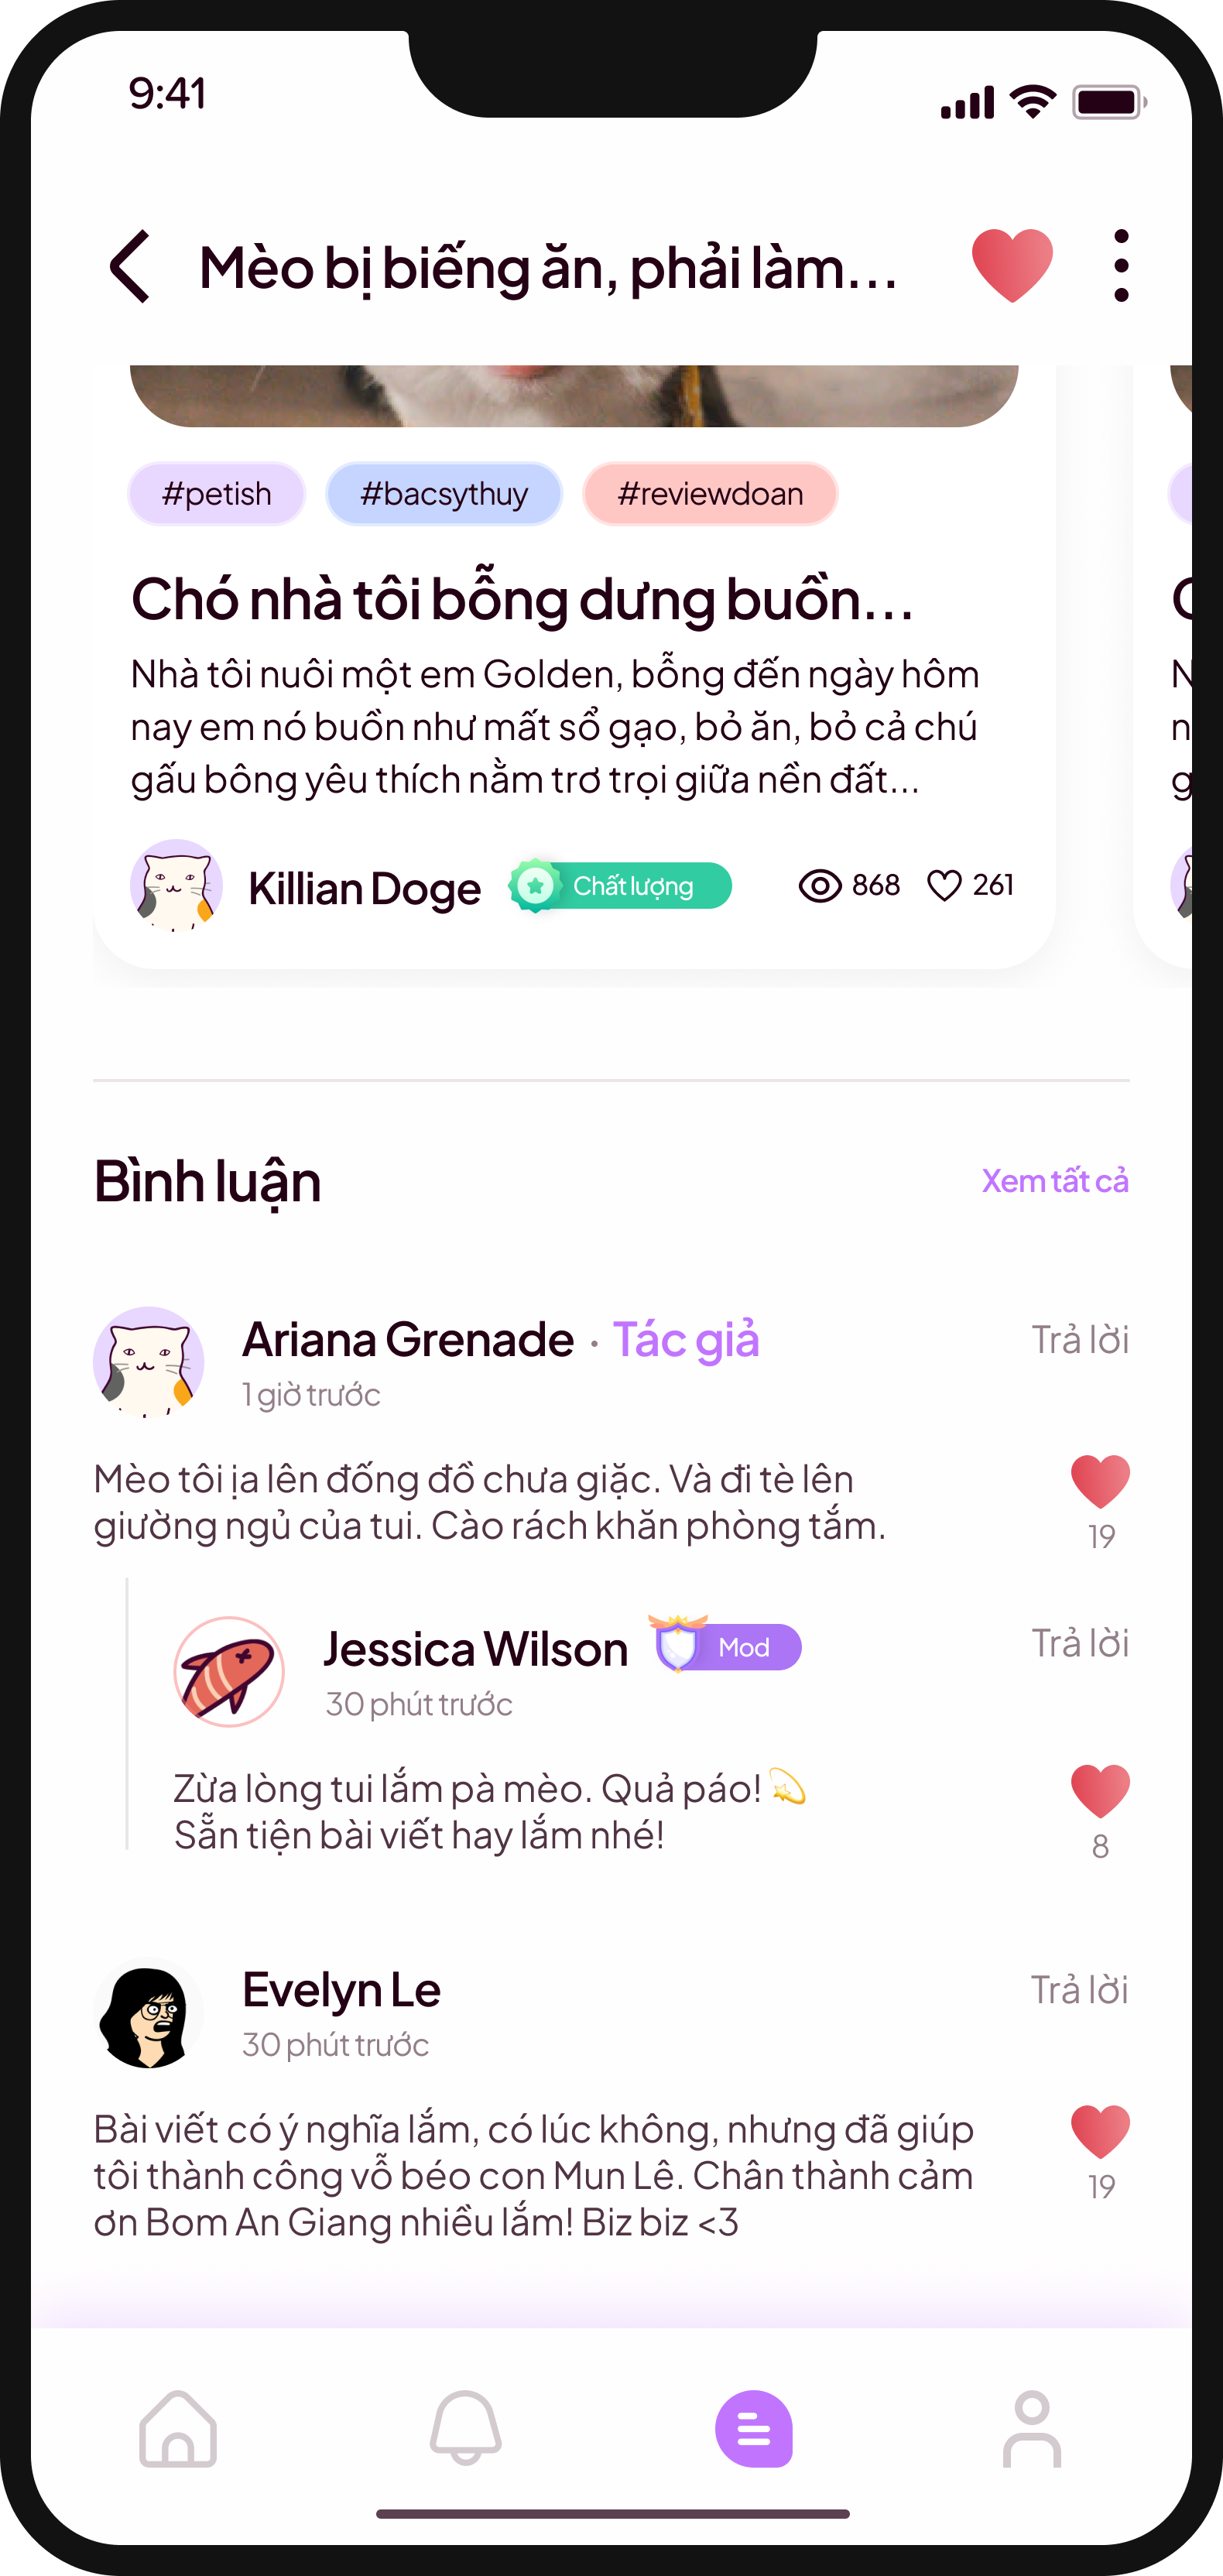 9:41
Mèo bị biếng ăn, phải làm...
#petish #bacsythuy #reviewdoan
Chó nhà tôi bỗng dưng buồn...
Nhà tôi nuôi một em Golden, bỗng đến ngày hôm
nay em nó buồn như mất sổ gạo, bỏ ăn, bỏ cả chú
gấu bông yêu thích nằm trơ trọi giữa nền đất...
Killian Doge Chất lượng 868 261
Bình luận Xem tất cả
Ariana Grenade · Tác giả Trả lời
1 giờ trước
Mèo tôi ịa lên đống đồ chưa giặc. Và đi tè lên
giường ngủ của tui. Cào rách khăn phòng tắm.
19
Jessica Wilson Mod Trả lời
30 phút trước
Zừa lòng tui lắm pà mèo. Quả páo! 💫
Sẵn tiện bài viết hay lắm nhé!
8
Evelyn Le Trả lời
30 phút trước
Bài viết có ý nghĩa lắm, có lúc không, nhưng đã giúp
tôi thành công vỗ béo con Mun Lê. Chân thành cảm
ơn Bom An Giang nhiều lắm! Biz biz <3
19